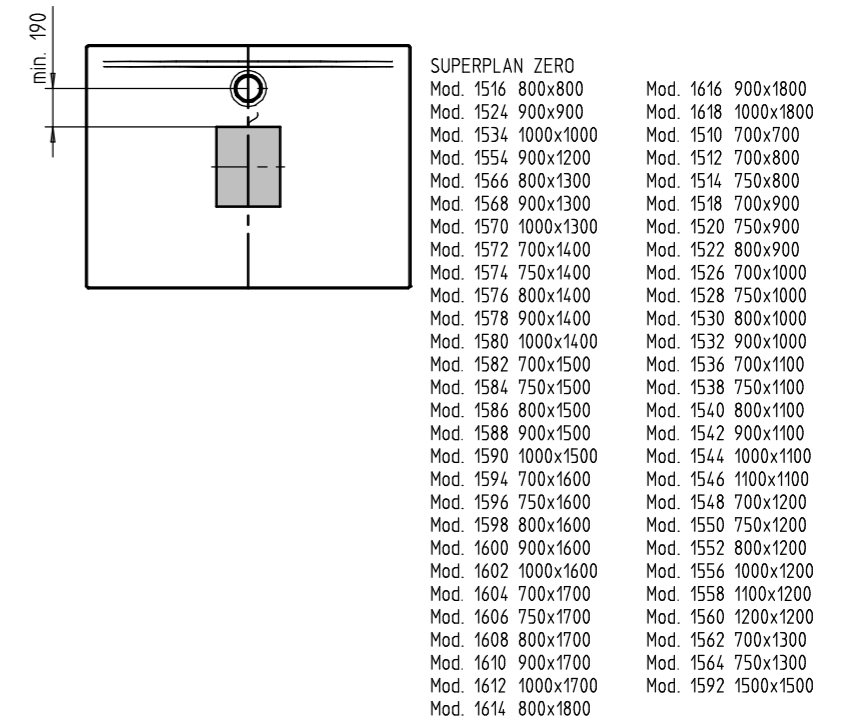 min. 190
SUPERPLAN ZERO
Mod. 1516 800x800
Mod. 1524 900x900
Mod. 1534 1000x1000
Mod. 1554 900x1200
Mod. 1566 800x1300
Mod. 1568 900x1300
Mod. 1570 1000x1300
Mod. 1572 700x1400
Mod. 1574 750x1400
Mod. 1576 800x1400
Mod. 1578 900x1400
Mod. 1580 1000x1400
Mod. 1582 700x1500
Mod. 1584 750x1500
Mod. 1586 800x1500
Mod. 1588 900x1500
Mod. 1590 1000x1500
Mod. 1594 700x1600
Mod. 1596 750x1600
Mod. 1598 800x1600
Mod. 1600 900x1600
Mod. 1602 1000x1600
Mod. 1604 700x1700
Mod. 1606 750x1700
Mod. 1608 800x1700
Mod. 1610 900x1700
Mod. 1612 1000x1700
Mod. 1614 800x1800
Mod. 1616 900x1800
Mod. 1618 1000x1800
Mod. 1510 700x700
Mod. 1512 700x800
Mod. 1514 750x800
Mod. 1518 700x900
Mod. 1520 750x900
Mod. 1522 800x900
Mod. 1526 700x1000
Mod. 1528 750x1000
Mod. 1530 800x1000
Mod. 1532 900x1000
Mod. 1536 700x1100
Mod. 1538 750x1100
Mod. 1540 800x1100
Mod. 1542 900x1100
Mod. 1544 1000x1100
Mod. 1546 1100x1100
Mod. 1548 700x1200
Mod. 1550 750x1200
Mod. 1552 800x1200
Mod. 1556 1000x1200
Mod. 1558 1100x1200
Mod. 1560 1200x1200
Mod. 1562 700x1300
Mod. 1564 750x1300
Mod. 1592 1500x1500